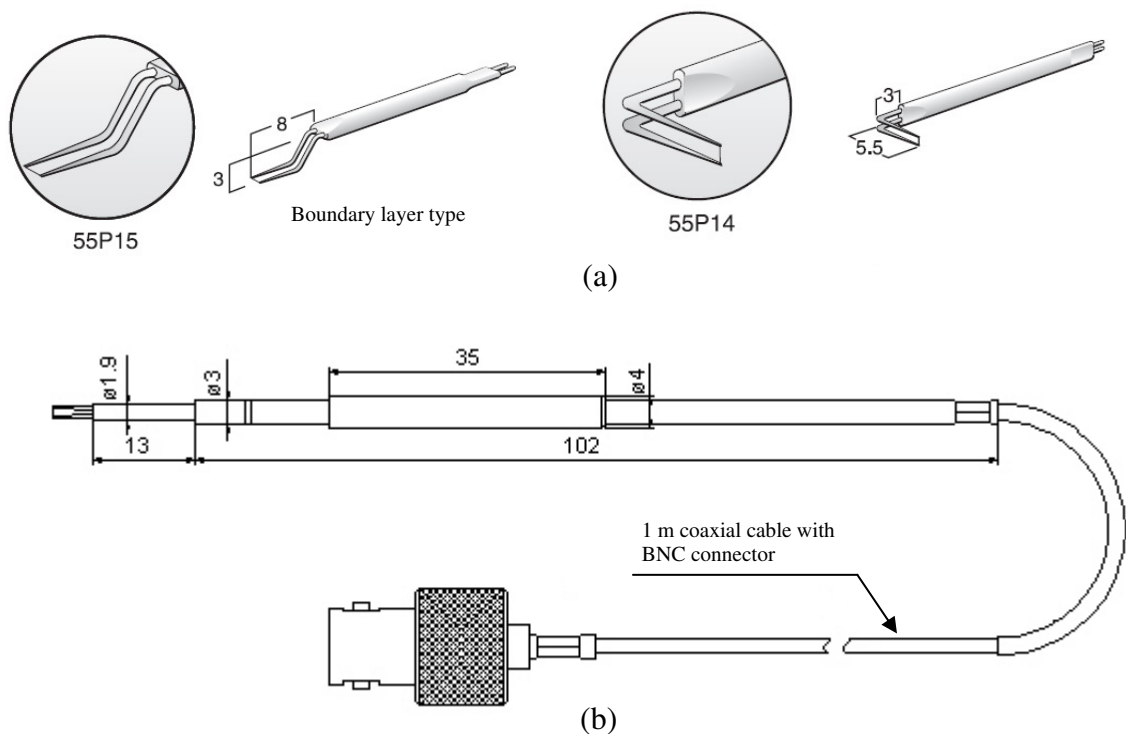 8
3
Boundary layer type
55P15
3
5.5
55P14
(a)
ø1.9
ø3
35
ø4
13
102
1 m coaxial cable with
BNC connector
(b)